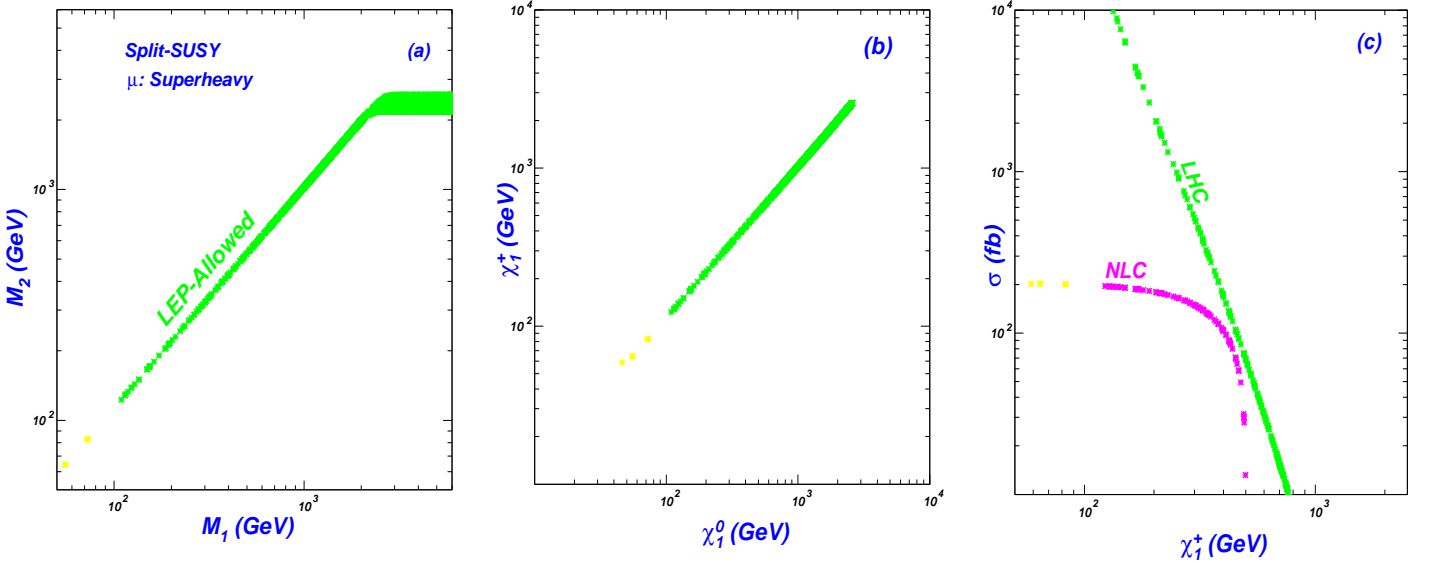 Split-SUSY
μ: Superheavy
(a)
LEP-Allowed
10³
10²
M₂ (GeV)
10² 10³
M₁ (GeV)
(b)
10⁴
10³
10²
χ₁⁺ (GeV)
10² 10³ 10⁴
χ₁⁰ (GeV)
(c)
LHC
NLC
10⁴
10³
10²
σ (fb)
10² 10³
χ₁⁺ (GeV)